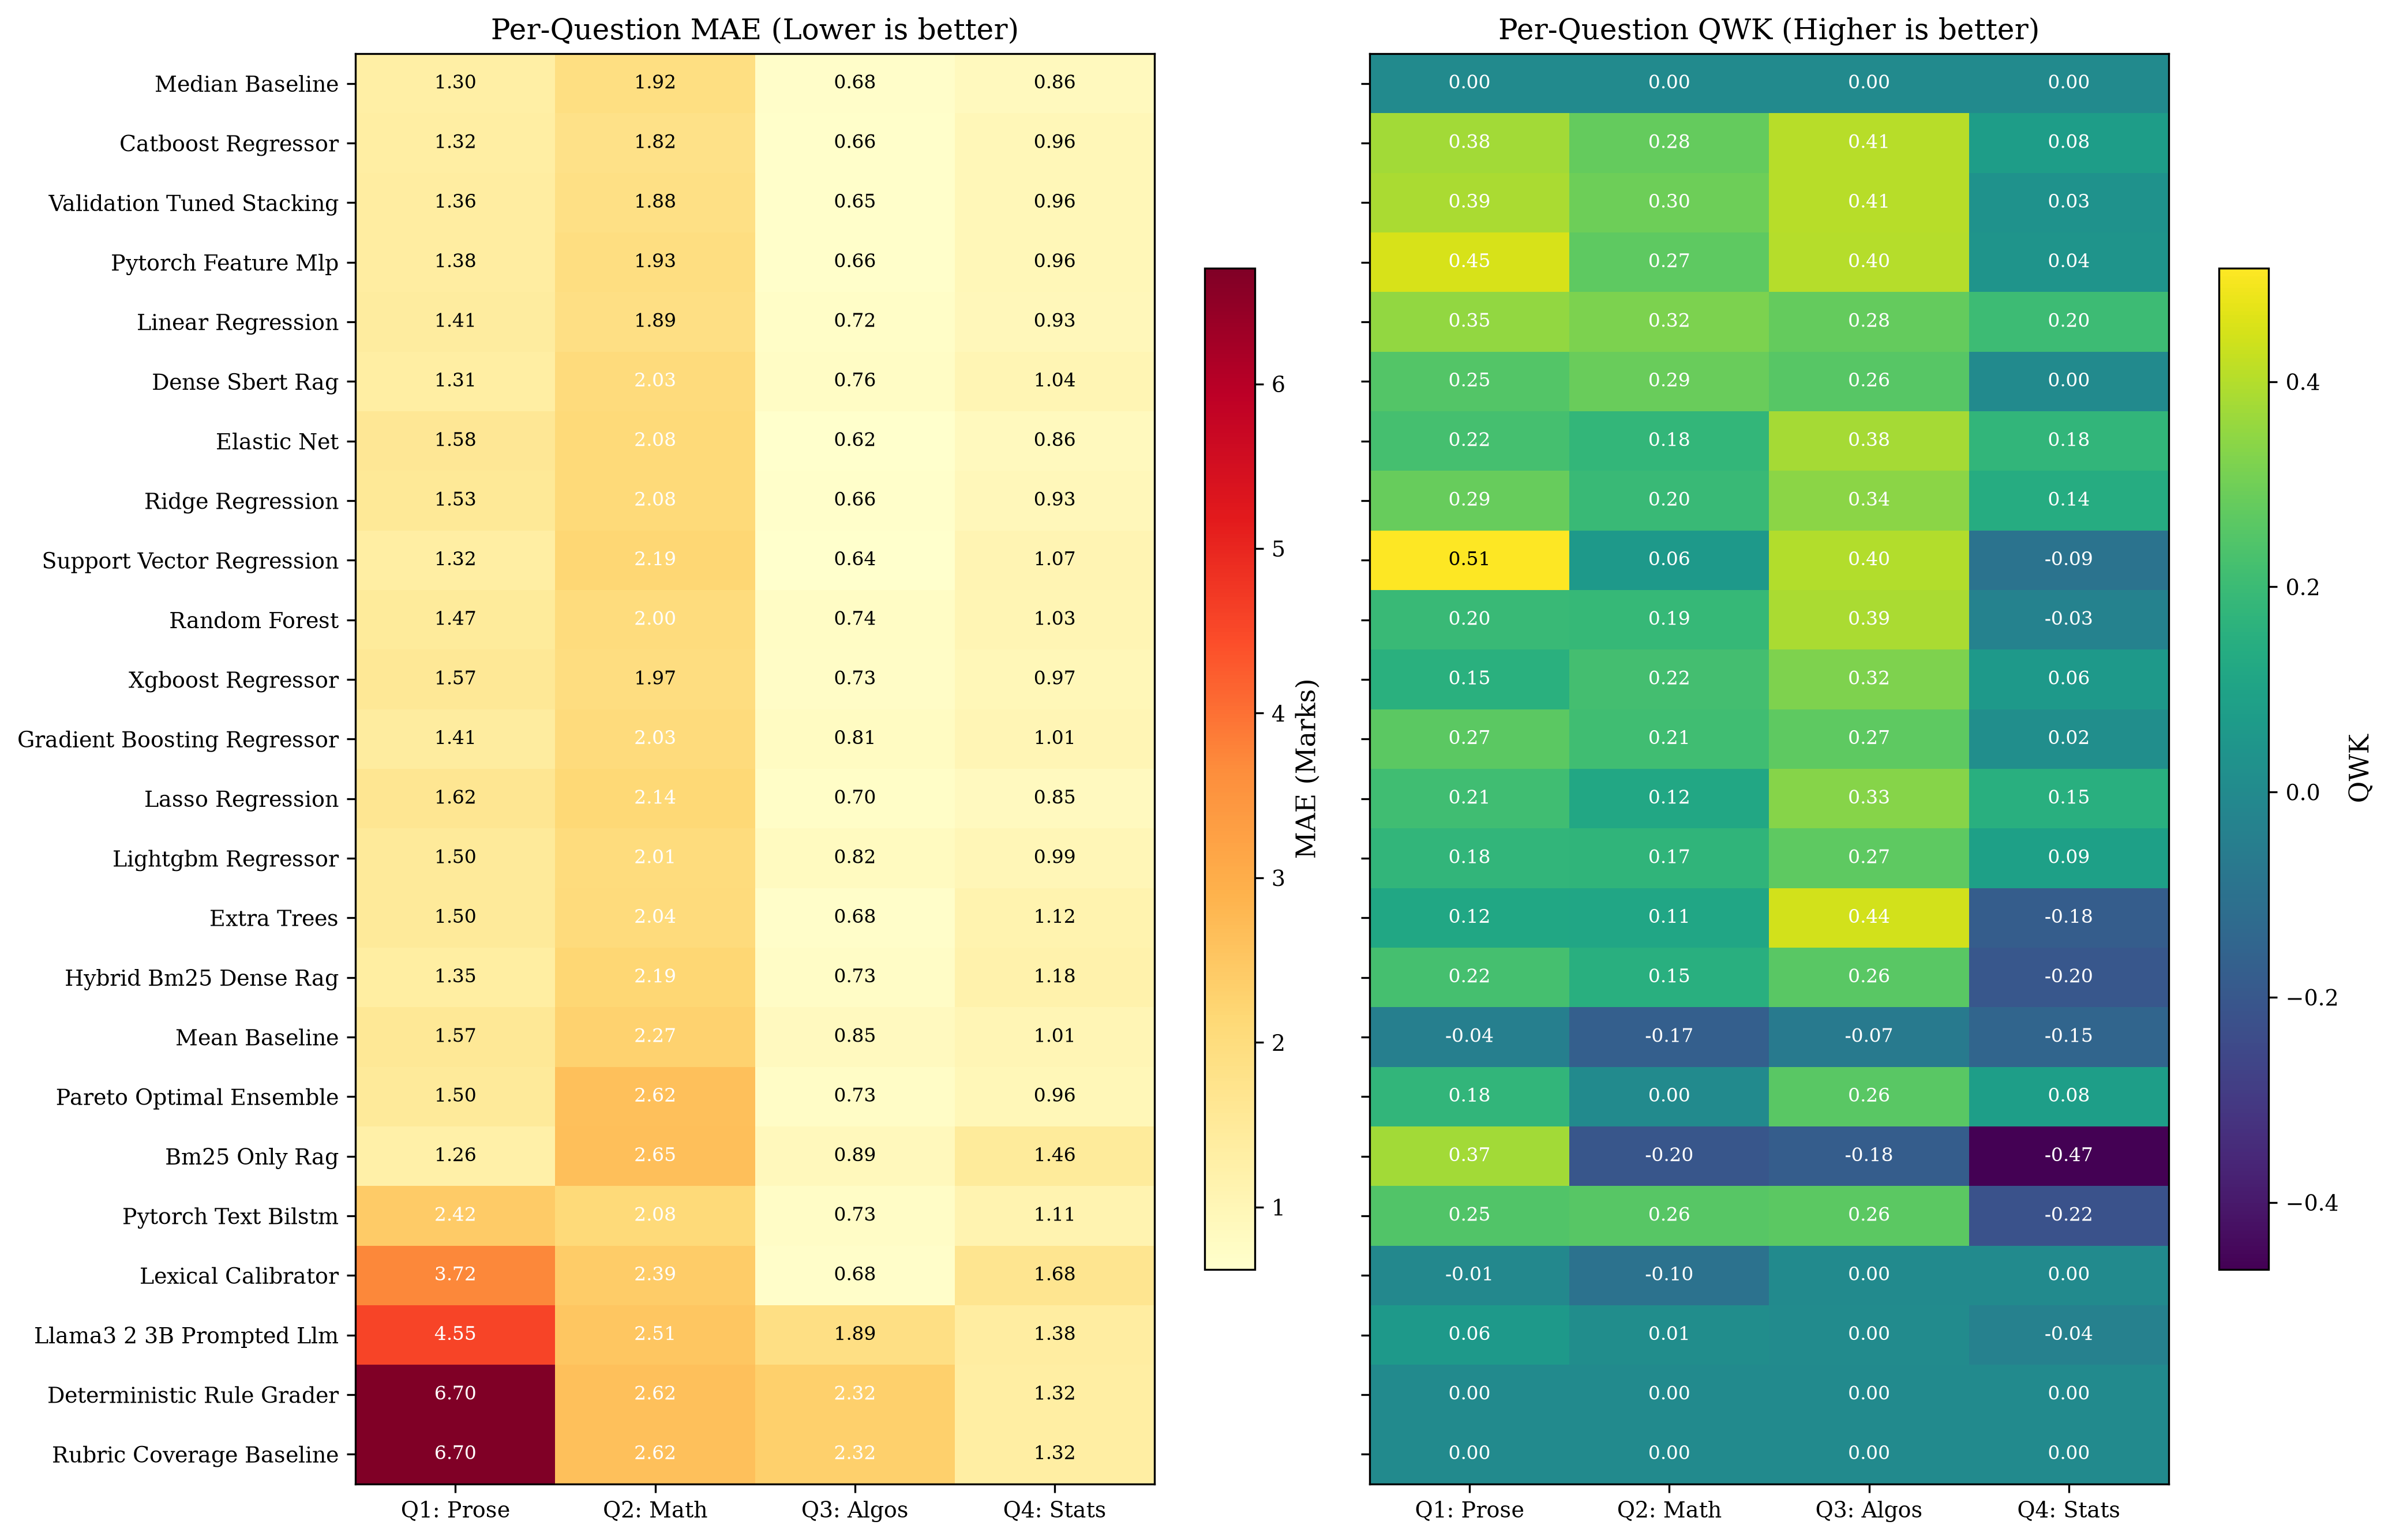 Per-Question MAE (Lower is better)
Per-Question QWK (Higher is better)
Median Baseline 1.30 1.92 0.68 0.86 0.00 0.00 0.00 0.00
Catboost Regressor 1.32 1.82 0.66 0.96 0.38 0.28 0.41 0.08
Validation Tuned Stacking 1.36 1.88 0.65 0.96 0.39 0.30 0.41 0.03
Pytorch Feature Mlp 1.38 1.93 0.66 0.96 0.45 0.27 0.40 0.04
Linear Regression 1.41 1.89 0.72 0.93 0.35 0.32 0.28 0.20
Dense Sbert Rag 1.31 2.03 0.76 1.04 0.25 0.29 0.26 0.00
Elastic Net 1.58 2.08 0.62 0.86 0.22 0.18 0.38 0.18
Ridge Regression 1.53 2.08 0.66 0.93 0.29 0.20 0.34 0.14
Support Vector Regression 1.32 2.19 0.64 1.07 0.51 0.06 0.40 -0.09
Random Forest 1.47 2.00 0.74 1.03 0.20 0.19 0.39 -0.03
Xgboost Regressor 1.57 1.97 0.73 0.97 0.15 0.22 0.32 0.06
Gradient Boosting Regressor 1.41 2.03 0.81 1.01 0.27 0.21 0.27 0.02
Lasso Regression 1.62 2.14 0.70 0.85 0.21 0.12 0.33 0.15
Lightgbm Regressor 1.50 2.01 0.82 0.99 0.18 0.17 0.27 0.09
Extra Trees 1.50 2.04 0.68 1.12 0.12 0.11 0.44 -0.18
Hybrid Bm25 Dense Rag 1.35 2.19 0.73 1.18 0.22 0.15 0.26 -0.20
Mean Baseline 1.57 2.27 0.85 1.01 -0.04 -0.17 -0.07 -0.15
Pareto Optimal Ensemble 1.50 2.62 0.73 0.96 0.18 0.00 0.26 0.08
Bm25 Only Rag 1.26 2.65 0.89 1.46 0.37 -0.20 -0.18 -0.47
Pytorch Text Bilstm 2.42 2.08 0.73 1.11 0.25 0.26 0.26 -0.22
Lexical Calibrator 3.72 2.39 0.68 1.68 -0.01 -0.10 0.00 0.00
Llama3 2 3B Prompted Llm 4.55 2.51 1.89 1.38 0.06 0.01 0.00 -0.04
Deterministic Rule Grader 6.70 2.62 2.32 1.32 0.00 0.00 0.00 0.00
Rubric Coverage Baseline 6.70 2.62 2.32 1.32 0.00 0.00 0.00 0.00
Q1: Prose Q2: Math Q3: Algos Q4: Stats
Q1: Prose Q2: Math Q3: Algos Q4: Stats
6
5
4
3
2
1
MAE (Marks)
0.4
0.2
0.0
−0.2
−0.4
QWK